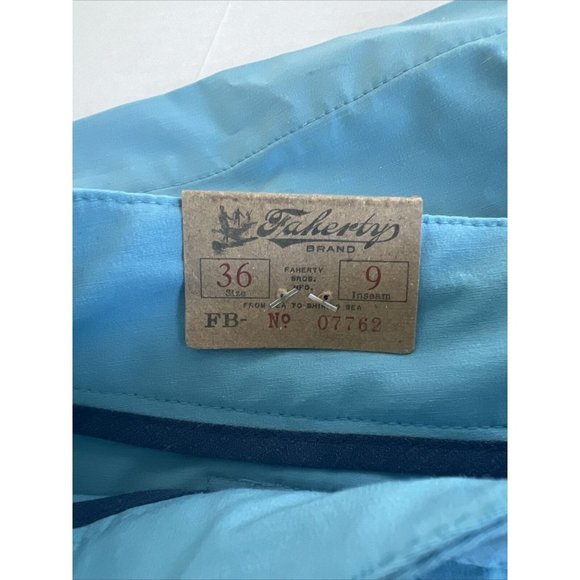 Faherty
BRAND
36
Size
FAHERTY
BROS.
MFG.
9
Inseam
FROM SEA TO SHINING SEA
FB- Nº 07762